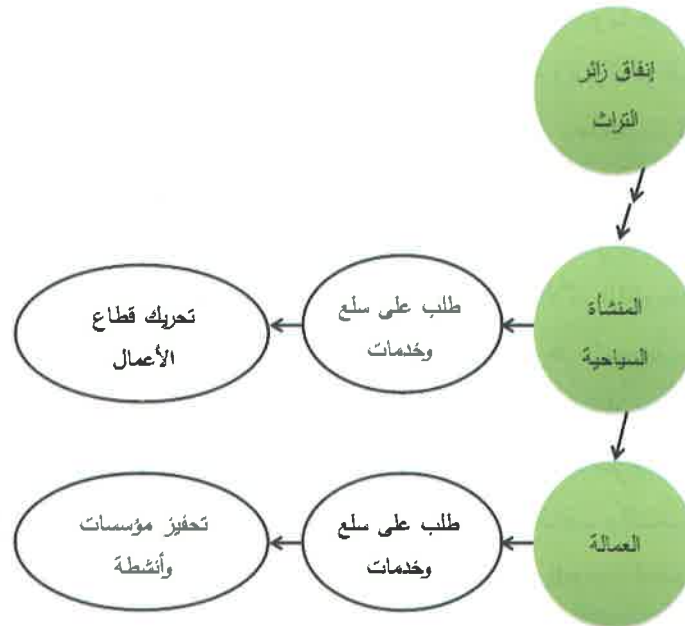 إنفاق زائر
التراث
المنشأة
السياحية
طلب على سلع
وخدمات
تحريك قطاع
الأعمال
العمالة
طلب على سلع
وخدمات
تحفيز مؤسسات
وأنشطة